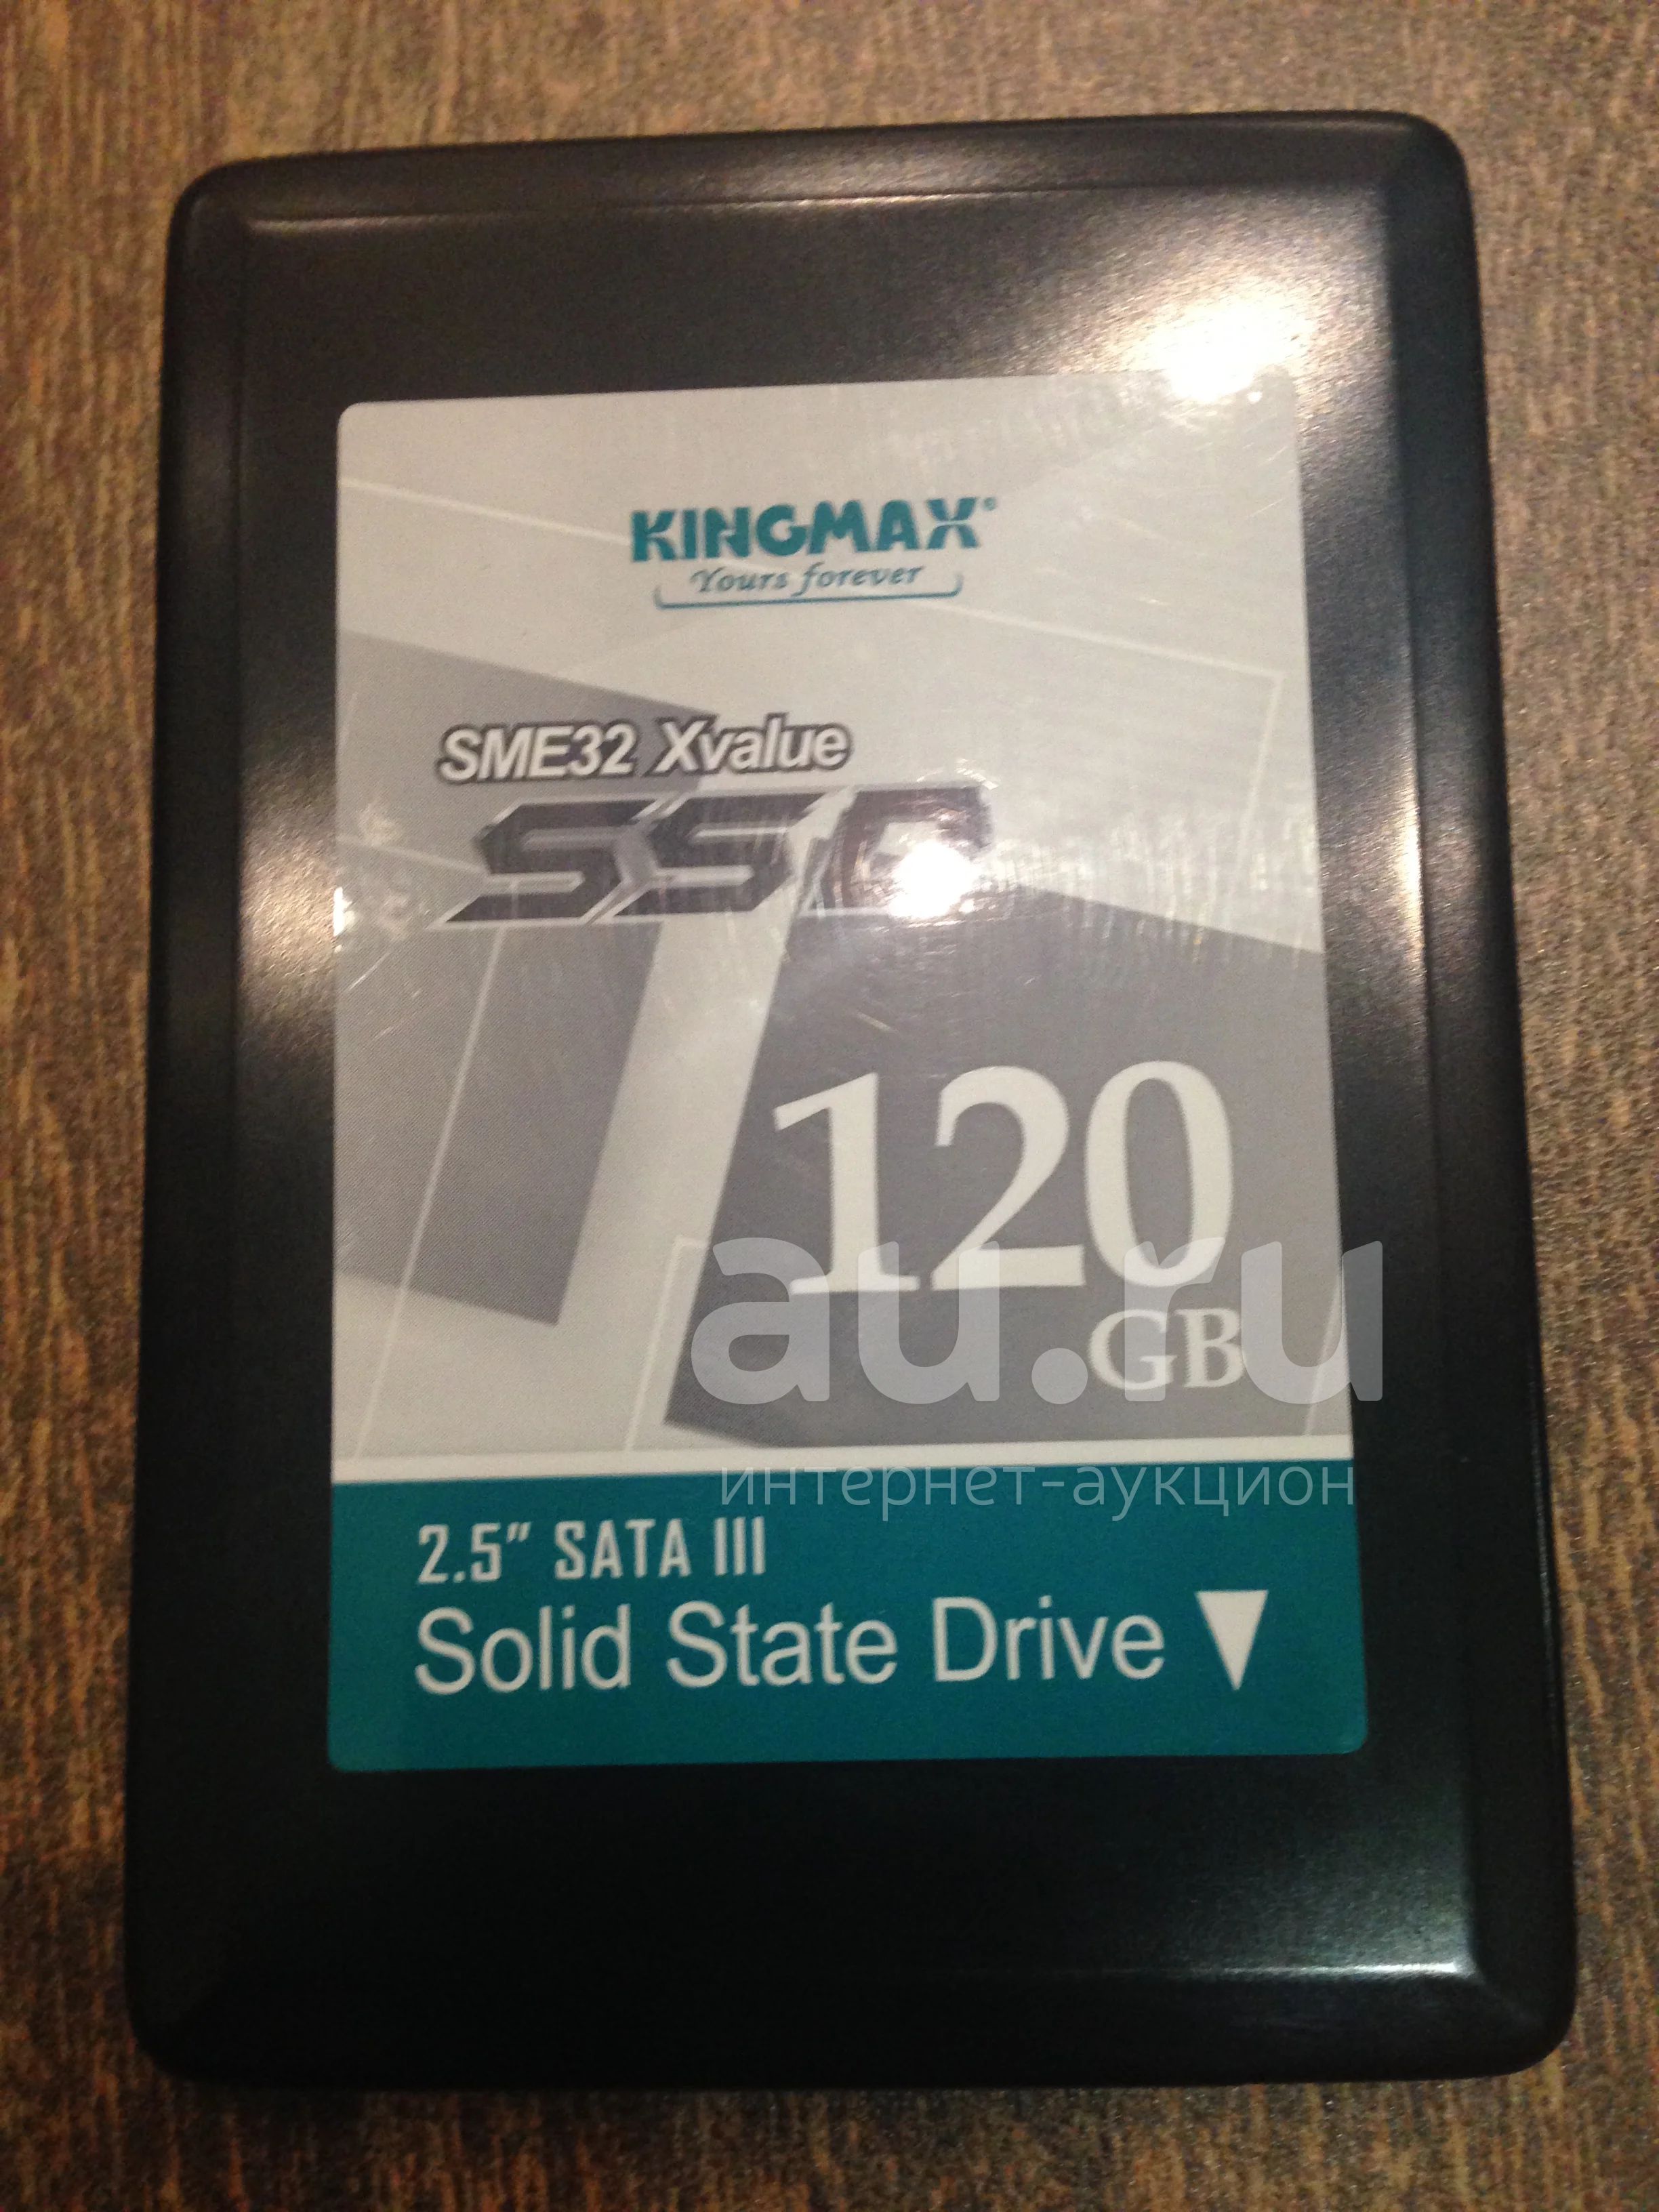 KINGMAX®
Yours forever
SME32 Xvalue
SSD
120
GB
au.ru
интернет-аукцион
2.5" SATA III
Solid State Drive